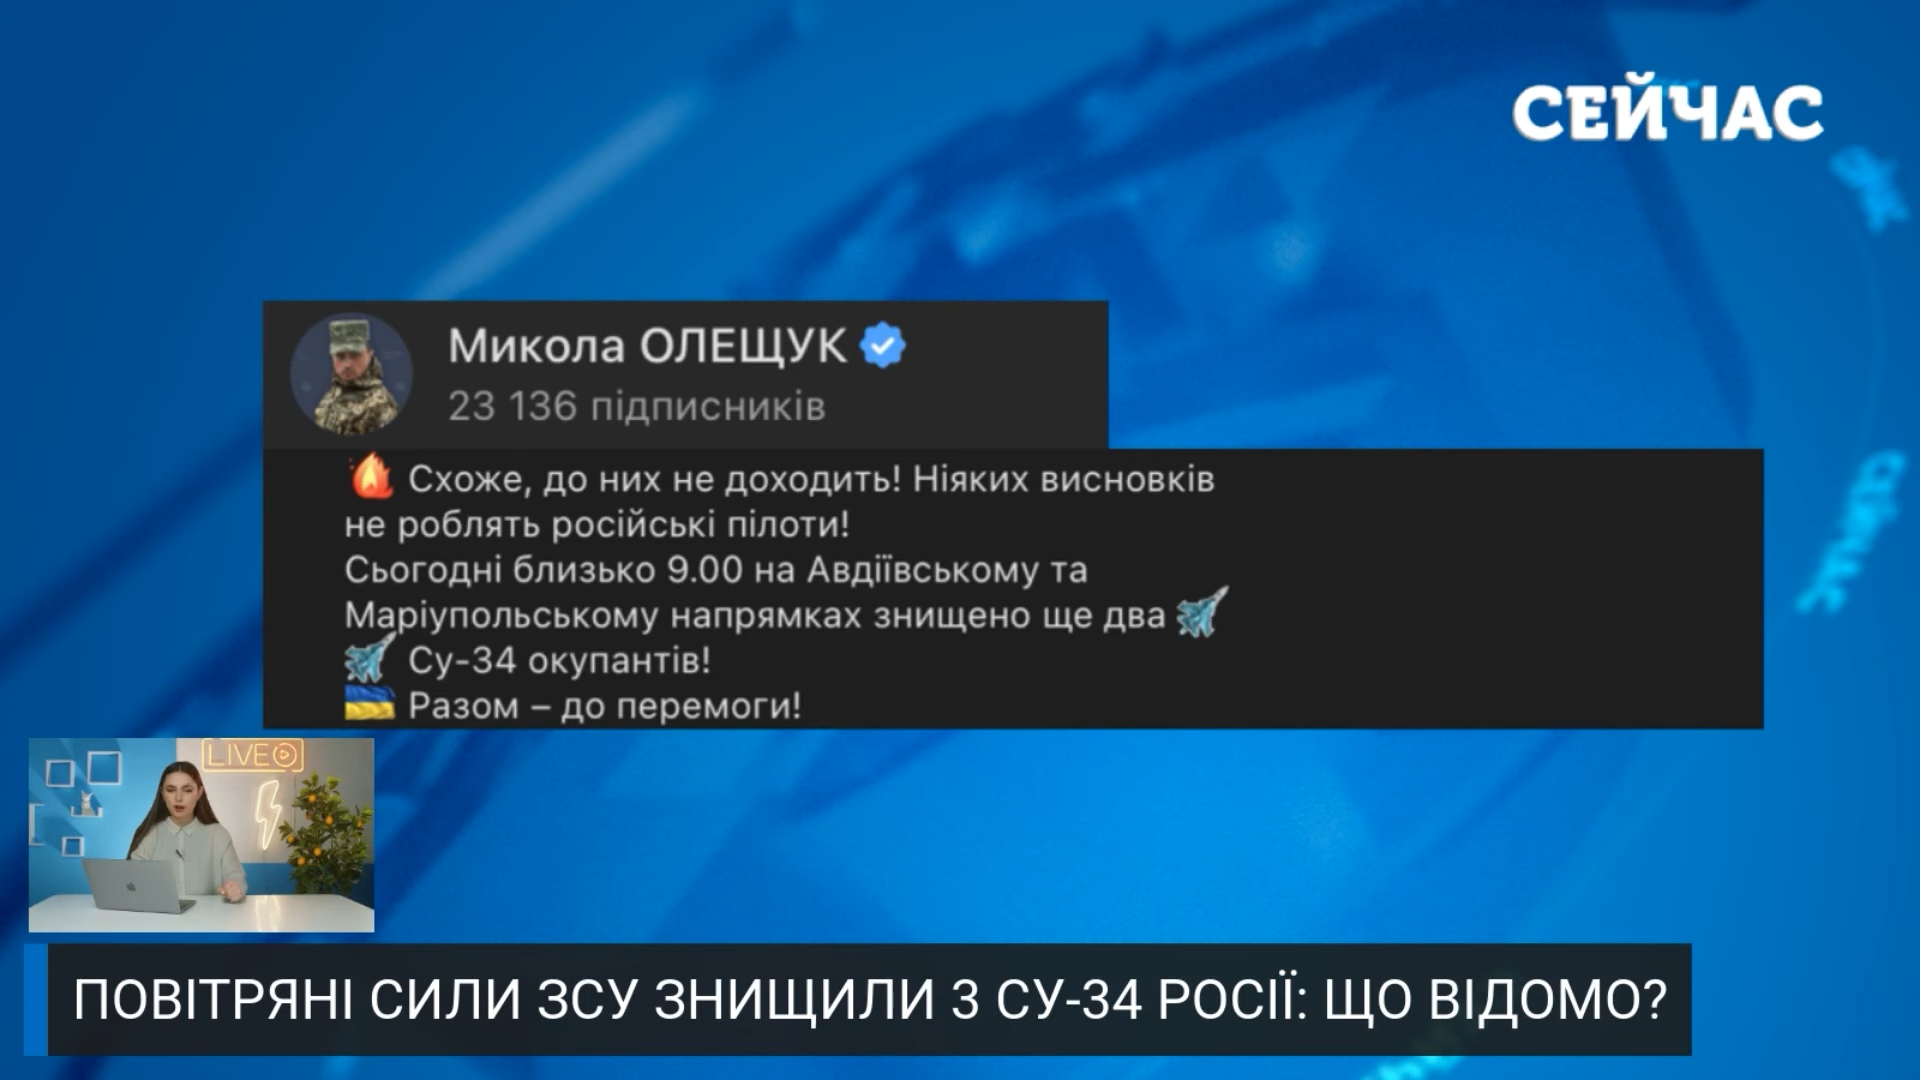 СЕЙЧАС
Микола ОЛЕЩУК
23 136 підписників
🔥 Схоже, до них не доходить! Ніяких висновків
не роблять російські пілоти!
Сьогодні близько 9.00 на Авдіївському та
Маріупольському напрямках знищено ще два
Су-34 окупантів!
🇺🇦 Разом – до перемоги!
LIVE
ПОВІТРЯНІ СИЛИ ЗСУ ЗНИЩИЛИ 3 СУ-34 РОСІЇ: ЩО ВІДОМО?